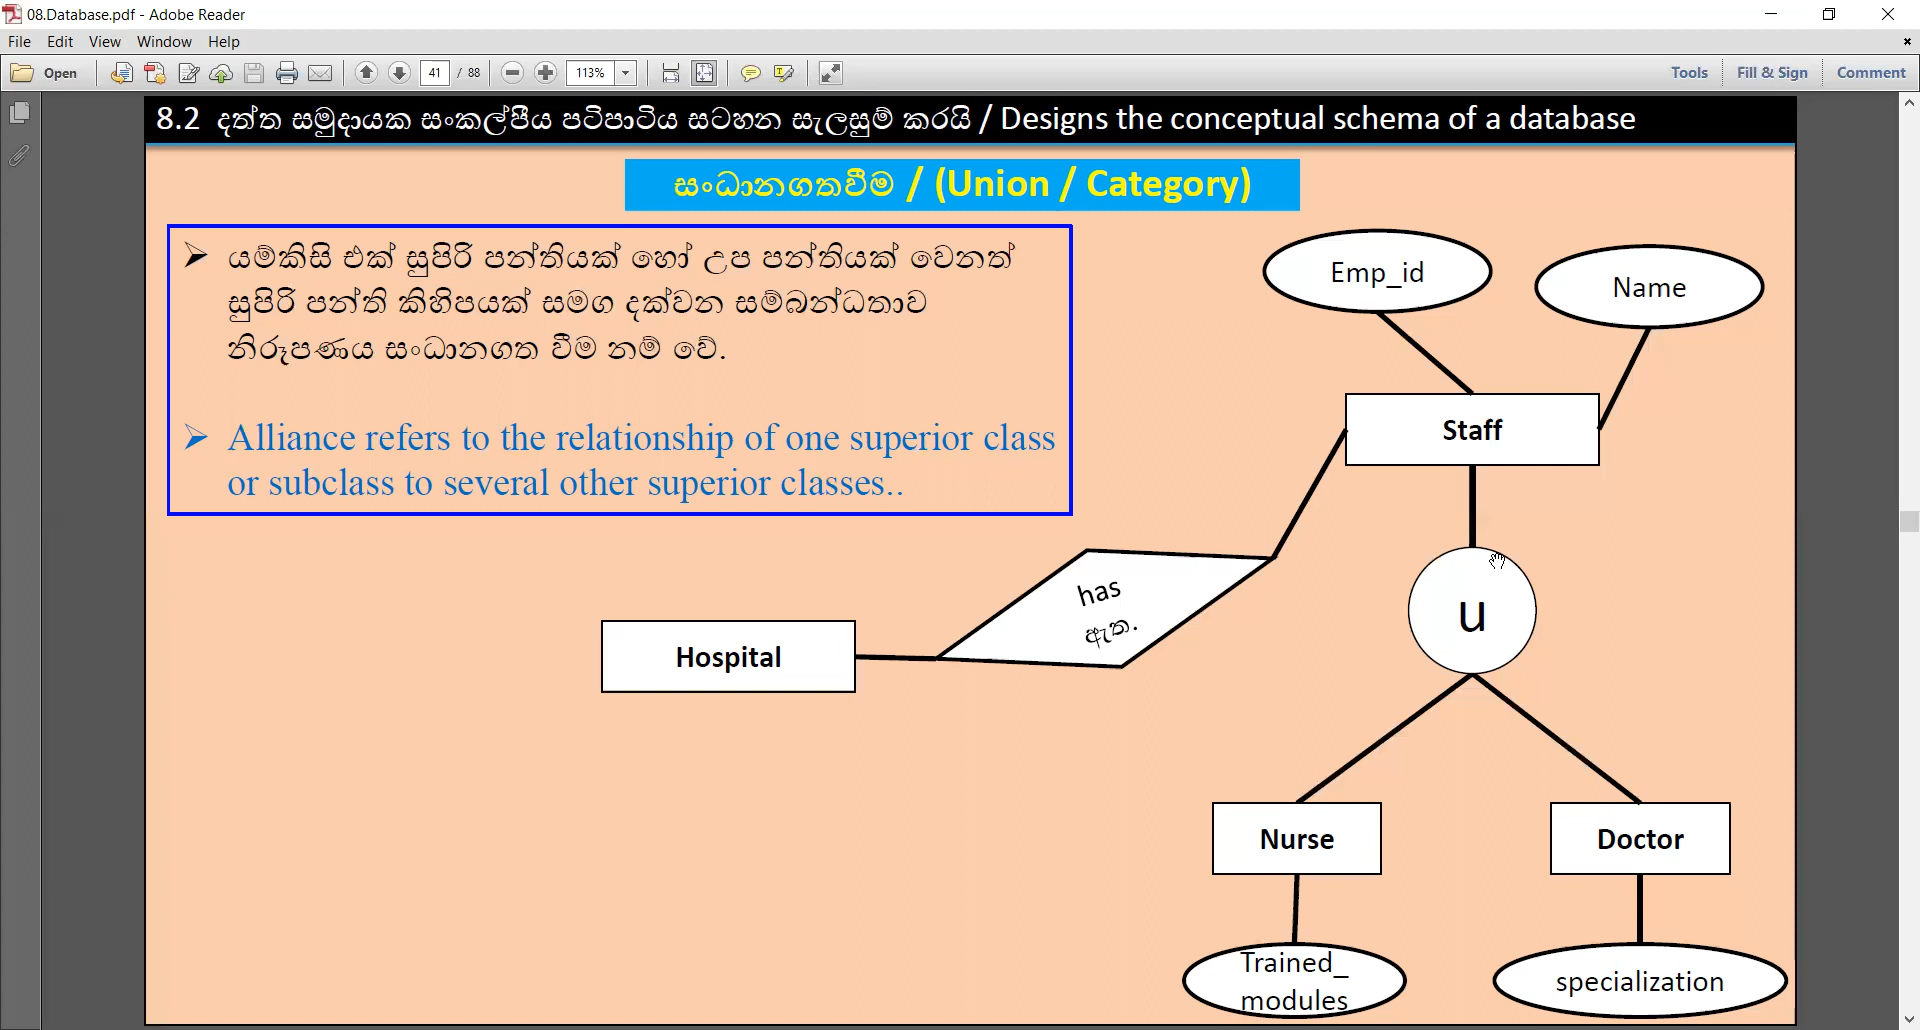 08.Database.pdf - Adobe Reader
File Edit View Window Help
Open 41 / 88 113% Tools Fill & Sign Comment
8.2 දත්ත සමුදායක සංකල්පීය පටිපාටිය සටහන සැලසුම් කරයි / Designs the conceptual schema of a database
සංධානගතවීම / (Union / Category)
යම්කිසි එක් සුපිරි පන්තියක් හෝ උප පන්තියක් වෙනත්
සුපිරි පන්ති කිහිපයක් සමග දක්වන සම්බන්ධතාව
නිරූපණය සංධානගත වීම නම් වේ.
Alliance refers to the relationship of one superior class
or subclass to several other superior classes..
Emp_id
Name
Staff
has
ඇත.
u
Hospital
Nurse
Doctor
Trained_
modules
specialization